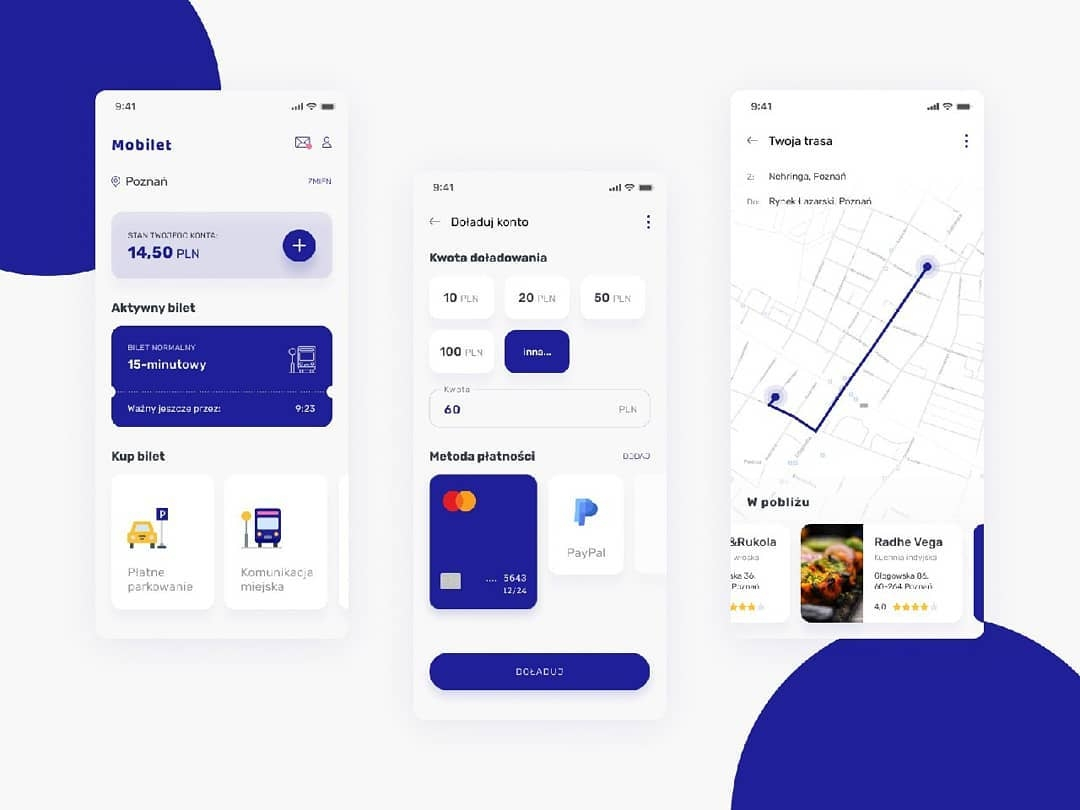 9:41
Mobilet
Poznań
ZMIEŃ
STAN TWOJEGO KONTA:
14,50 PLN
Aktywny bilet
BILET NORMALNY
15-minutowy
Ważny jeszcze przez: 9:23
Kup bilet
P
Płatne
parkowanie
Komunikacja
miejska
9:41
Doładuj konto
Kwota doładowania
10 PLN
20 PLN
50 PLN
100 PLN
inna...
Kwota
60 PLN
Metoda płatności
DODAJ
.... 5643
12/24
PayPal
DOŁADUJ
9:41
Twoja trasa
Z: Nehringa, Poznań
Do: Rynek Łazarski, Poznań
W pobliżu
&Rukola
włoska
ska 36,
Poznań
Radhe Vega
Kuchnia indyjska
Głogowska 86,
60-264 Poznań
4,0